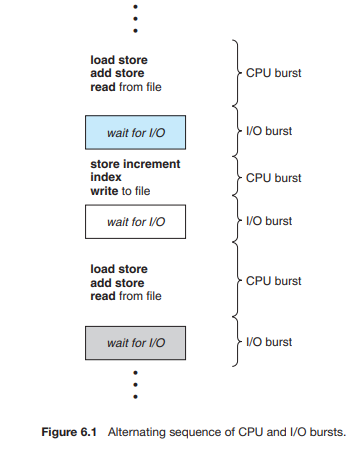 load store
add store
read from file
CPU burst
wait for I/O
I/O burst
store increment
index
write to file
CPU burst
wait for I/O
I/O burst
load store
add store
read from file
CPU burst
wait for I/O
I/O burst
Figure 6.1 Alternating sequence of CPU and I/O bursts.